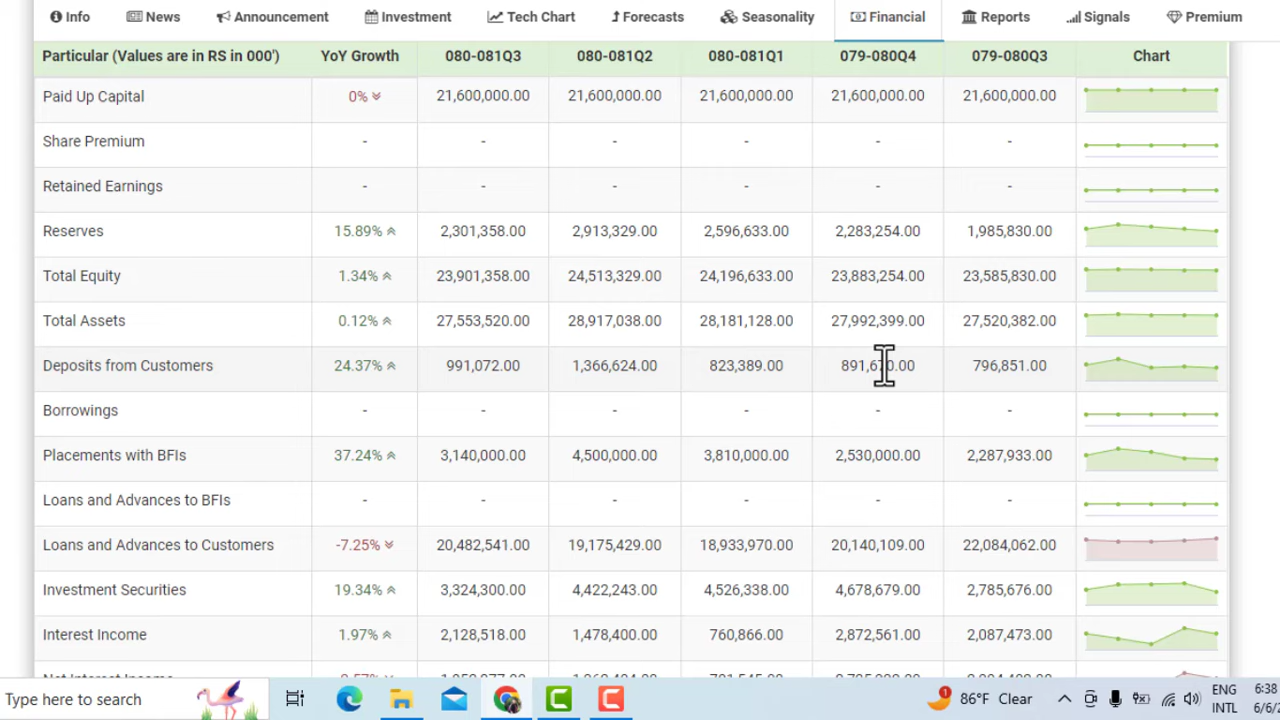 Info News Announcement Investment Tech Chart Forecasts Seasonality Financial Reports Signals Premium
Particular (Values are in RS in 000') YoY Growth 080-081Q3 080-081Q2 080-081Q1 079-080Q4 079-080Q3 Chart
Paid Up Capital 0% 21,600,000.00 21,600,000.00 21,600,000.00 21,600,000.00 21,600,000.00
Share Premium - - - - - -
Retained Earnings - - - - - -
Reserves 15.89% 2,301,358.00 2,913,329.00 2,596,633.00 2,283,254.00 1,985,830.00
Total Equity 1.34% 23,901,358.00 24,513,329.00 24,196,633.00 23,883,254.00 23,585,830.00
Total Assets 0.12% 27,553,520.00 28,917,038.00 28,181,128.00 27,992,399.00 27,520,382.00
Deposits from Customers 24.37% 991,072.00 1,366,624.00 823,389.00 796,851.00
Borrowings - - - - - -
Placements with BFIs 37.24% 3,140,000.00 4,500,000.00 3,810,000.00 2,530,000.00 2,287,933.00
Loans and Advances to BFIs - - - - - -
Loans and Advances to Customers -7.25% 20,482,541.00 19,175,429.00 18,933,970.00 20,140,109.00 22,084,062.00
Investment Securities 19.34% 3,324,300.00 4,422,243.00 4,526,338.00 4,678,679.00 2,785,676.00
Interest Income 1.97% 2,128,518.00 1,478,400.00 760,866.00 2,872,561.00 2,087,473.00
Type here to search 1 86°F Clear ENG 6:38
INTL 6/6/2